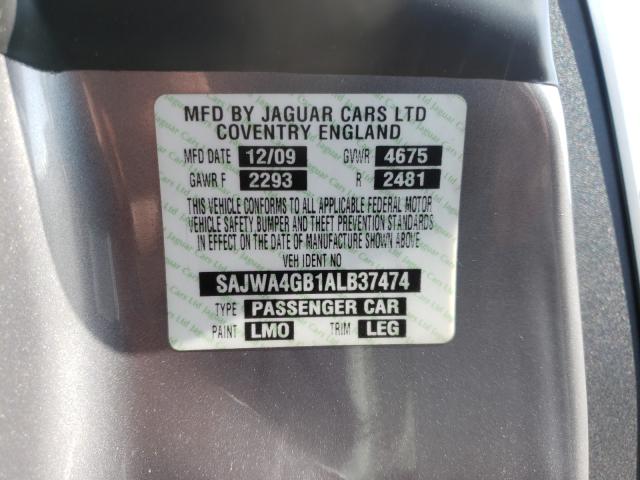 MFD BY JAGUAR CARS LTD
COVENTRY ENGLAND
MFD DATE 12/09 GVWR 4675
GAWR F 2293 R 2481
THIS VEHICLE CONFORMS TO ALL APPLICABLE FEDERAL MOTOR
VEHICLE SAFETY BUMPER AND THEFT PREVENTION STANDARDS
IN EFFECT ON THE DATE OF MANUFACTURE SHOWN ABOVE
VEH IDENT NO
SAJWA4GB1ALB37474
TYPE PASSENGER CAR
PAINT LMO TRIM LEG